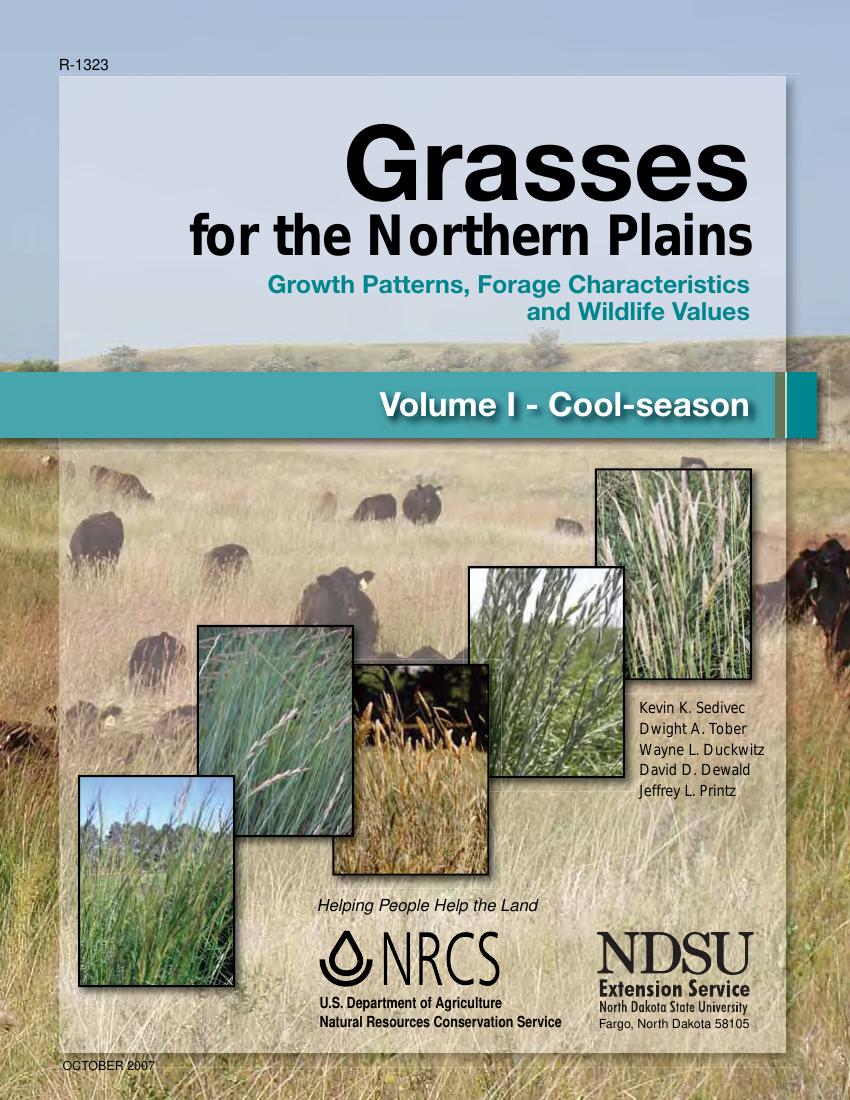 R-1323
Grasses
for the Northern Plains
Growth Patterns, Forage Characteristics
and Wildlife Values
Volume I - Cool-season
Kevin K. Sedivec
Dwight A. Tober
Wayne L. Duckwitz
David D. Dewald
Jeffrey L. Printz
Helping People Help the Land
NRCS
U.S. Department of Agriculture
Natural Resources Conservation Service
NDSU
Extension Service
North Dakota State University
Fargo, North Dakota 58105
OCTOBER 2007